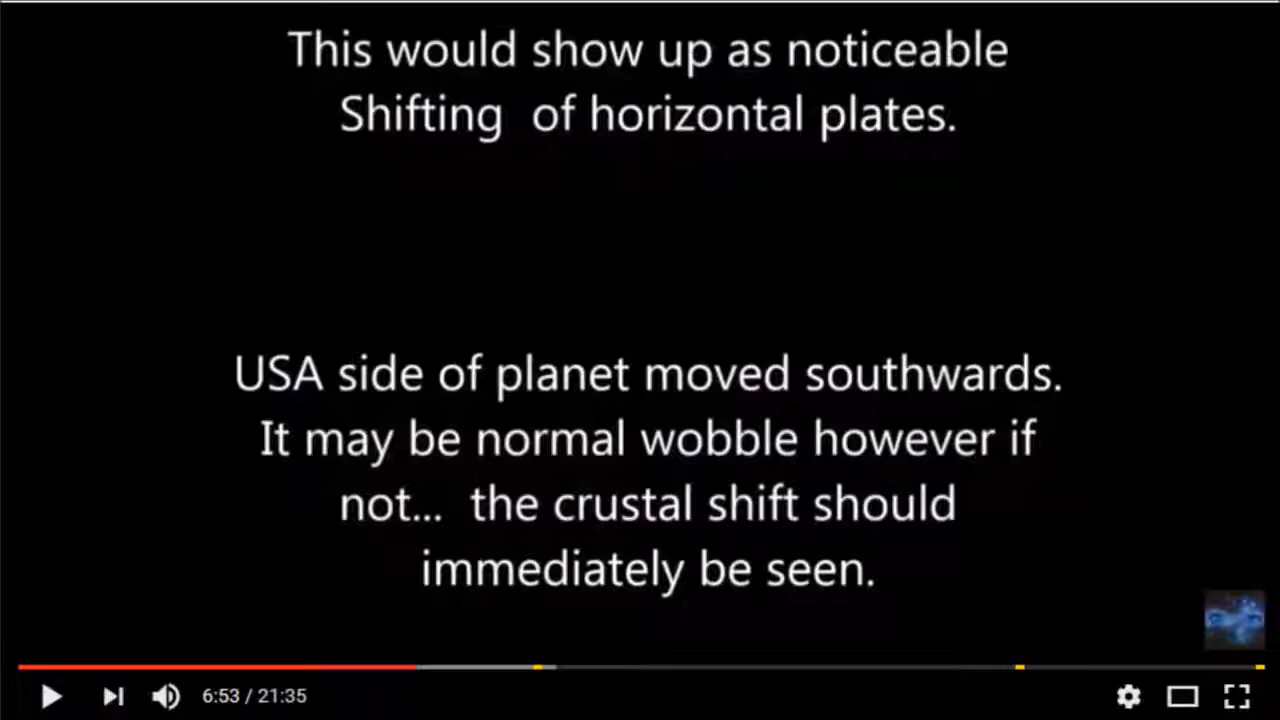 This would show up as noticeable
Shifting  of horizontal plates.
USA side of planet moved southwards.
It may be normal wobble however if
not...  the crustal shift should
immediately be seen.
6:53 / 21:35